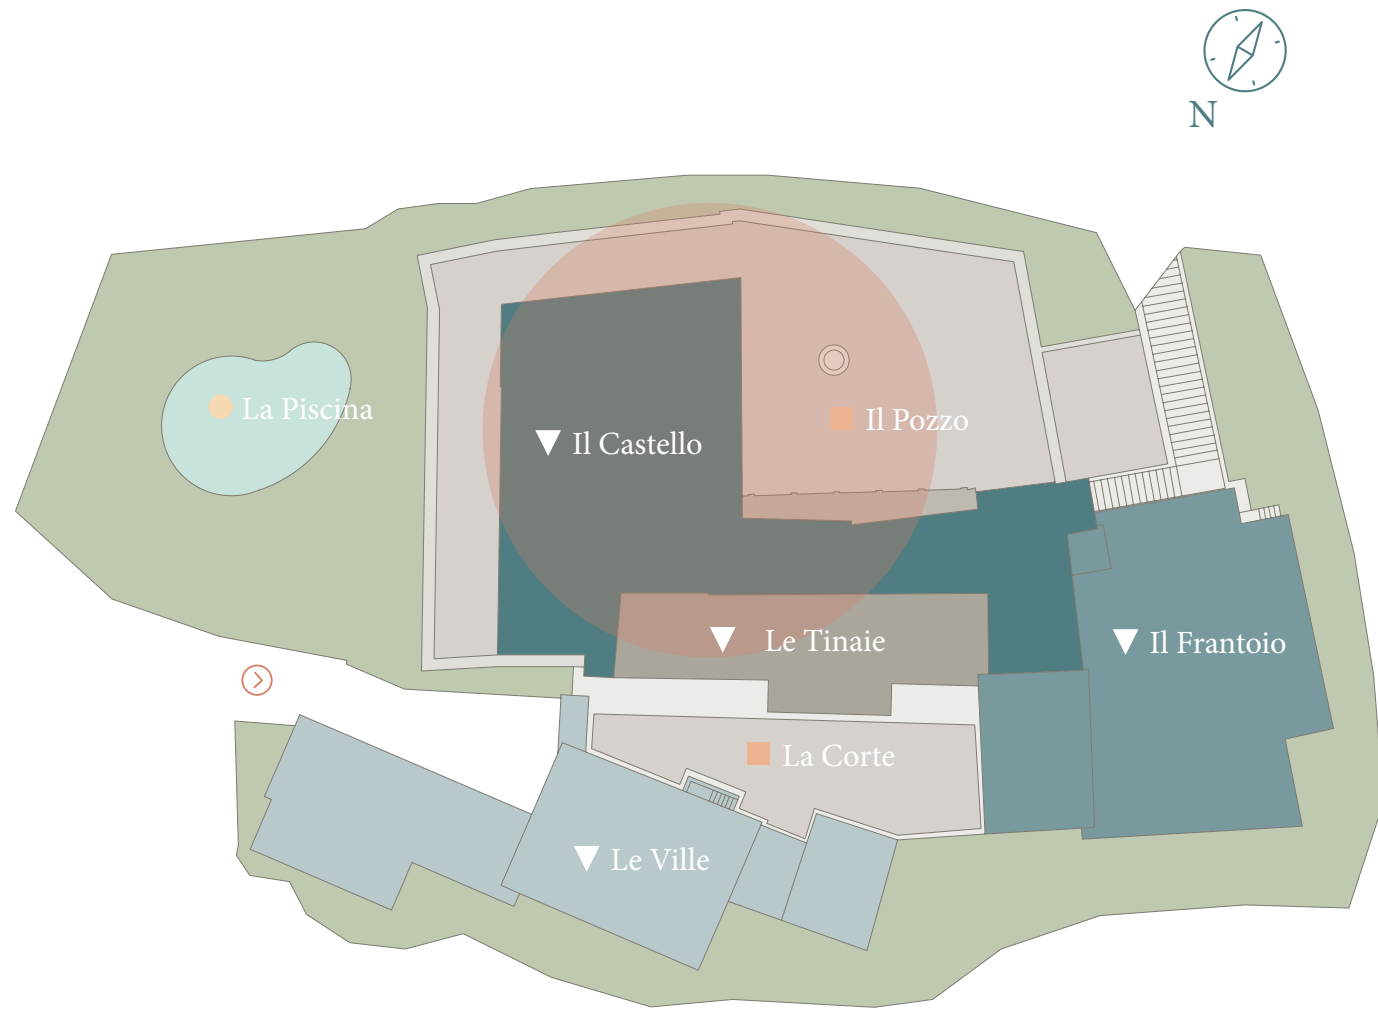 N
La Piscina
Il Pozzo
Il Castello
Le Tinaie
Il Frantoio
La Corte
Le Ville